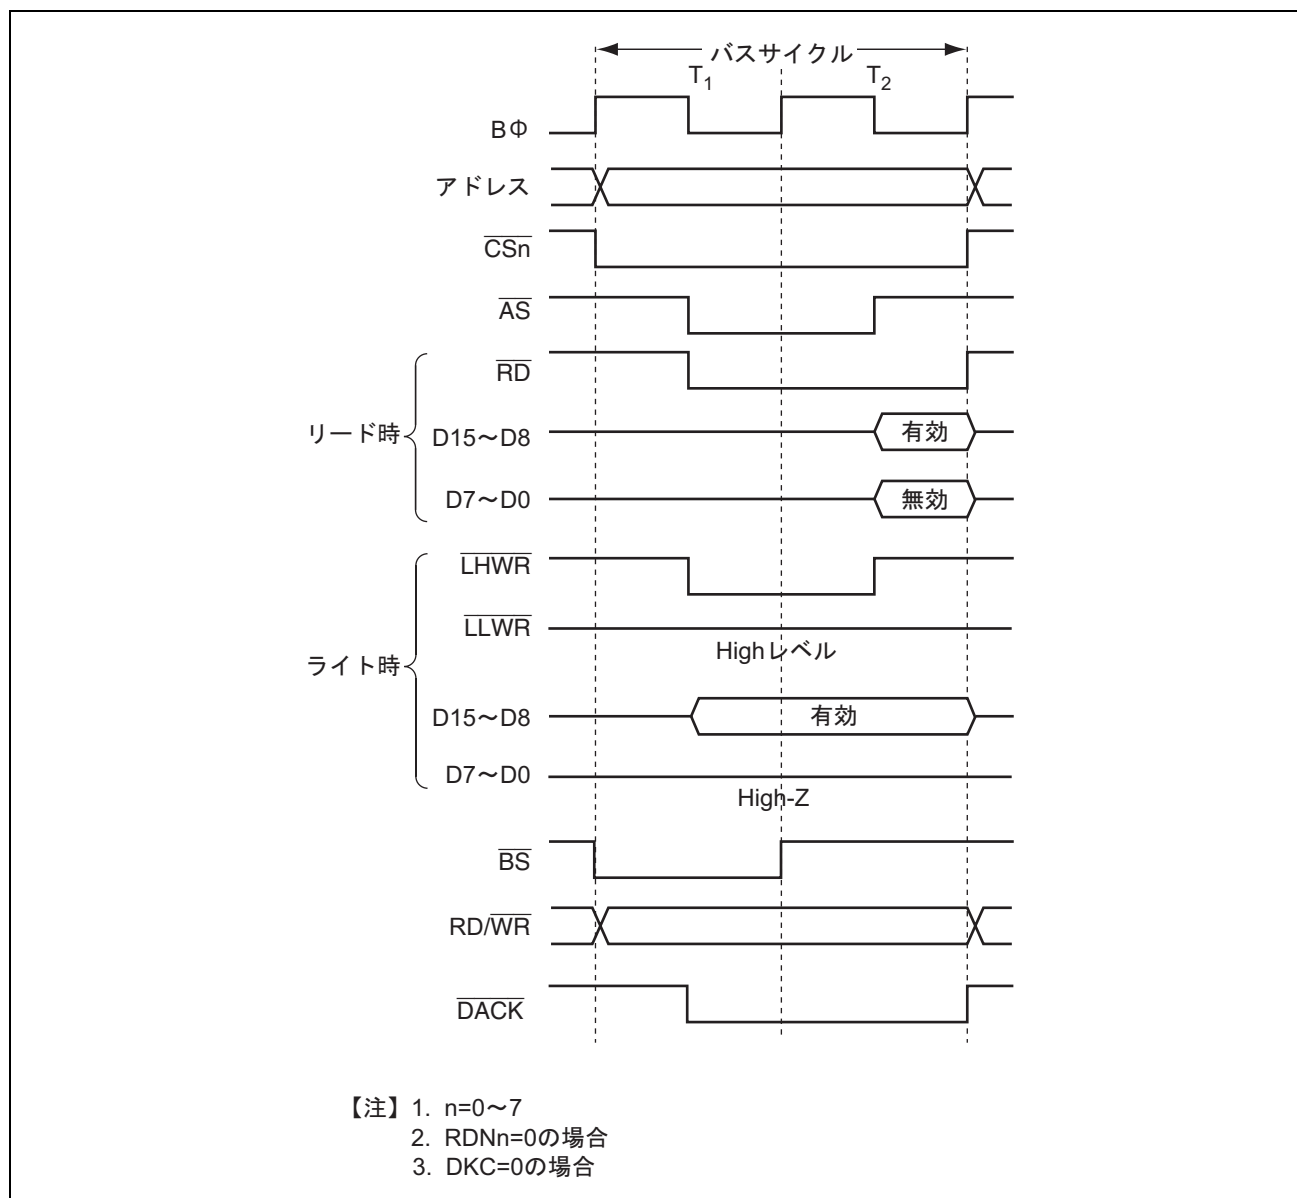 バスサイクル
T1 T2
BΦ
アドレス
CSn
AS
RD
リード時
D15～D8 有効
D7～D0 無効
LHWR
LLWR
Highレベル
ライト時
D15～D8 有効
D7～D0
High-Z
BS
RD/WR
DACK
【注】 1. n=0～7
2. RDNn=0の場合
3. DKC=0の場合